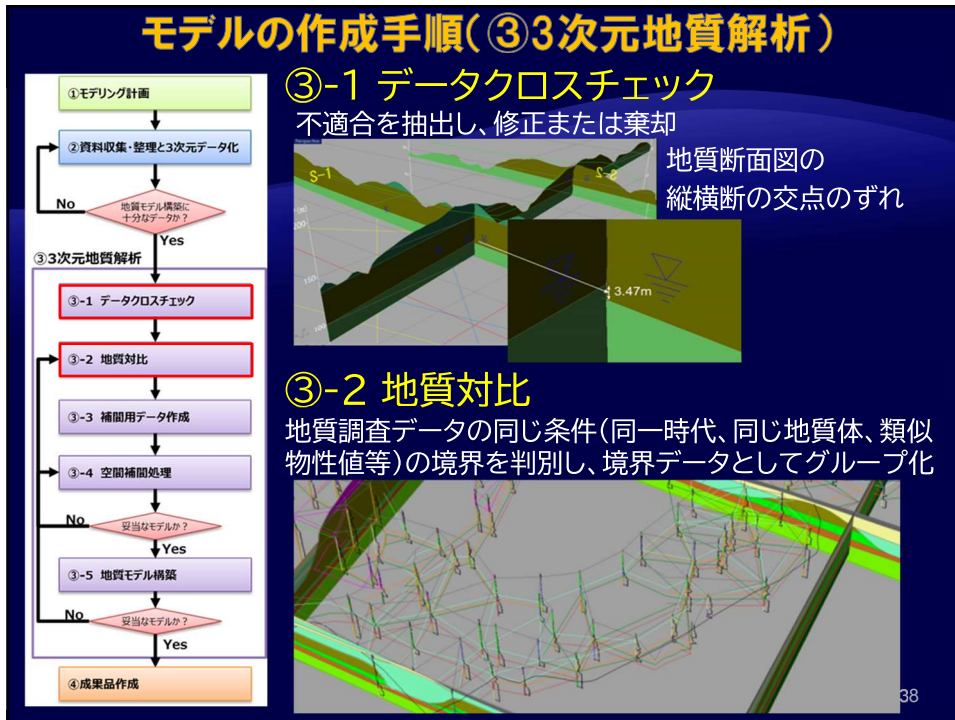 モデルの作成手順(③3次元地質解析)
①モデリング計画
②資料収集・整理と3次元データ化
地質モデル構築に
十分なデータか?
No
Yes
③3次元地質解析
③-1 データクロスチェック
③-2 地質対比
③-3 補間用データ作成
③-4 空間補間処理
妥当なモデルか?
No
Yes
③-5 地質モデル構築
妥当なモデルか?
No
Yes
④成果品作成
③-1 データクロスチェック
不適合を抽出し、修正または棄却
Perspective
S-1
S-2
200
150
100
3.47m
地質断面図の
縦横断の交点のずれ
③-2 地質対比
地質調査データの同じ条件(同一時代、同じ地質体、類似
物性値等)の境界を判別し、境界データとしてグループ化
38